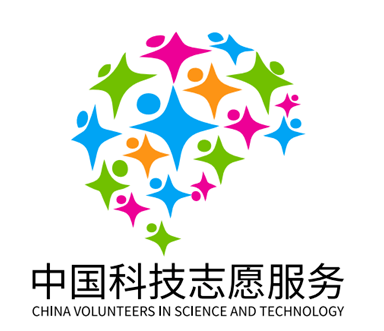 中国科技志愿服务
CHINA VOLUNTEERS IN SCIENCE AND TECHNOLOGY